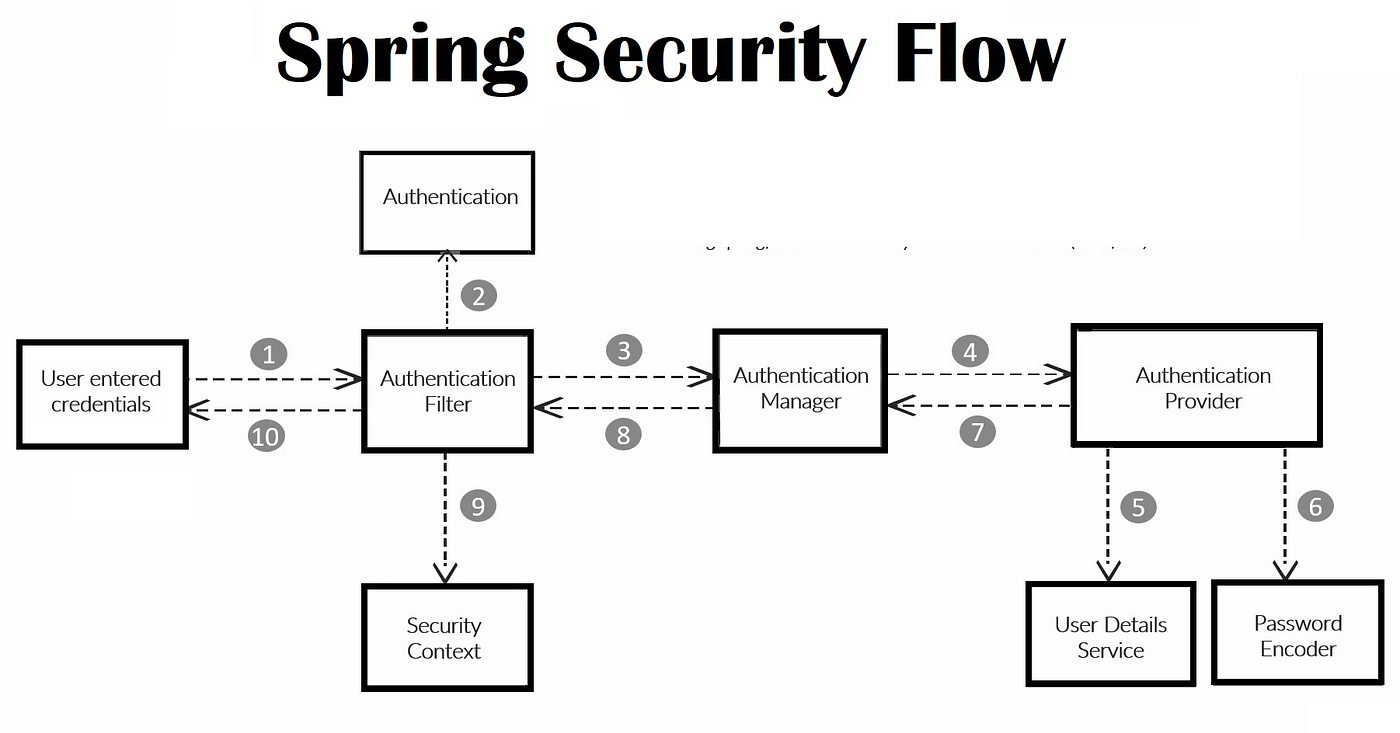 Spring Security Flow
Authentication
2
1
3
4
User entered
credentials
Authentication
Filter
Authentication
Manager
Authentication
Provider
10
8
7
9
5
6
Security
Context
User Details
Service
Password
Encoder